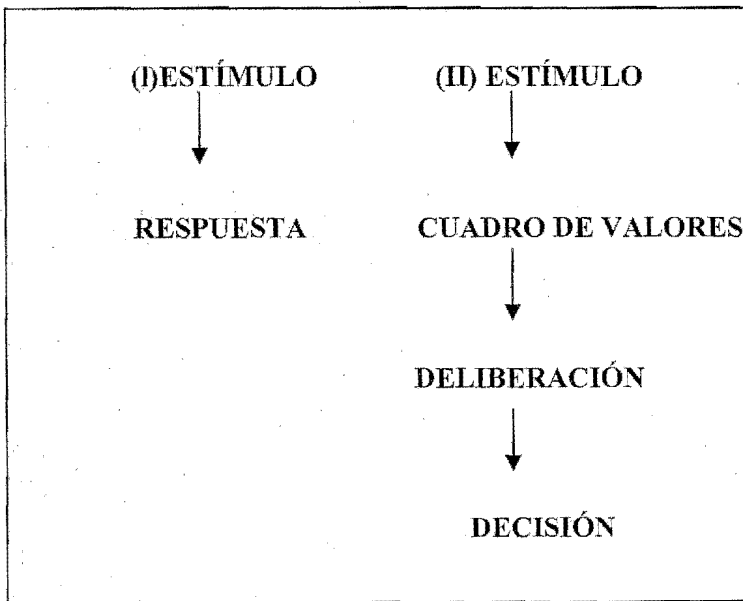 (I)ESTÍMULO (II) ESTÍMULO
RESPUESTA CUADRO DE VALORES
DELIBERACIÓN
DECISIÓN